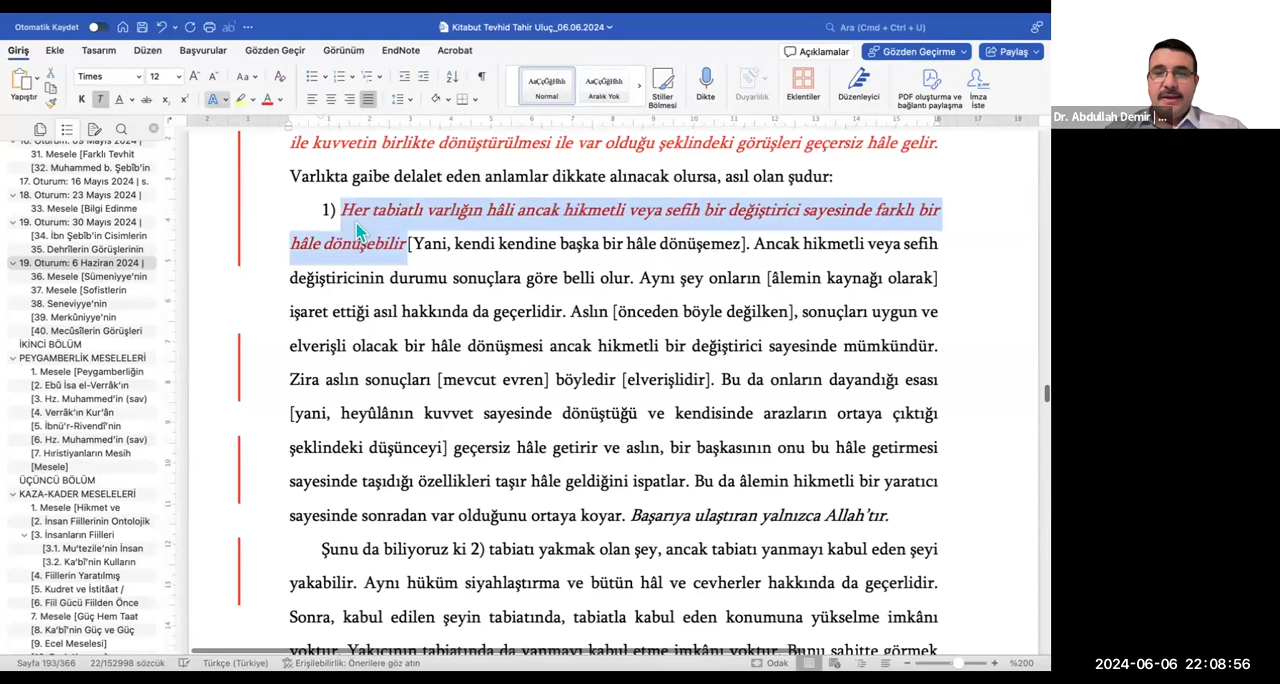 Otomatik Kaydet
Kitabut Tevhid Tahir Uluç_06.06.2024
Ara (Cmd + Ctrl + U)
Giriş Ekle Tasarım Düzen Başvurular Gözden Geçir Görünüm EndNote Acrobat
Açıklamalar Gözden Geçirme Paylaş
Yapıştır
Times 12
K T A
AaÇçĞğHhIı AaÇçĞğHhIı
Normal Aralık Yok
Stiller Bölmesi
Dikte
Duyarlılık
Eklentiler
Düzenleyici
PDF oluşturma ve bağlantı paylaşma
İmza İste
16. Oturum: 09 Mayıs 2024 |
31. Mesele [Farklı Tevhit
[32. Muhammed b. Şebîb'in
17. Oturum: 16 Mayıs 2024 | s.
18. Oturum: 23 Mayıs 2024 |
33. Mesele [Bilgi Edinme
19. Oturum: 30 Mayıs 2024 |
[34. İbn Şebîb'in Cisimlerin
35. Dehrîlerin Görüşlerinin
19. Oturum: 6 Haziran 2024 |
36. Mesele [Sümeniyye'nin
37. Mesele [Sofistlerin
38. Seneviyye'nin
[39. Merkûniyye'nin
[40. Mecûsîlerin Görüşleri
İKİNCİ BÖLÜM
PEYGAMBERLİK MESELELERİ
1. Mesele [Peygamberliğin
[2. Ebû İsa el-Verrâk'ın
[3. Hz. Muhammed'in (sav)
[4. Verrâk'ın Kur'ân
[5. İbnü'r-Rivendî'nin
[6. Hz. Muhammed'in (sav)
[7. Hıristiyanların Mesih
[Mesele]
ÜÇÜNCÜ BÖLÜM
KAZA-KADER MESELELERİ
1. Mesele [Hikmet ve
[2. İnsan Fiillerinin Ontolojik
[3. İnsanların Fiilleri
[3.1. Mu'tezile'nin İnsan
[3.2. Ka'bî'nin Kulların
[4. Fiillerin Yaratılmış
[5. Kudret ve İstitâat /
[6. Fiil Gücü Fiilden Önce
7. Mesele [Güç Hem Taat
[8. Ka'bî'nin Güç ve Güç
[9. Ecel Meselesi]
ile kuvvetin birlikte dönüştürülmesi ile var olduğu şeklindeki görüşleri geçersiz hâle gelir.
Varlıkta gaibe delalet eden anlamlar dikkate alınacak olursa, asıl olan şudur:
1) Her tabiatlı varlığın hâli ancak hikmetli veya sefih bir değiştirici sayesinde farklı bir
hâle dönüşebilir [Yani, kendi kendine başka bir hâle dönüşemez]. Ancak hikmetli veya sefih
değiştiricinin durumu sonuçlara göre belli olur. Aynı şey onların [âlemin kaynağı olarak]
işaret ettiği asıl hakkında da geçerlidir. Aslın [önceden böyle değilken], sonuçları uygun ve
elverişli olacak bir hâle dönüşmesi ancak hikmetli bir değiştirici sayesinde mümkündür.
Zira aslın sonuçları [mevcut evren] böyledir [elverişlidir]. Bu da onların dayandığı esası
[yani, heyûlânın kuvvet sayesinde dönüştüğü ve kendisinde arazların ortaya çıktığı
şeklindeki düşünceyi] geçersiz hâle getirir ve aslın, bir başkasının onu bu hâle getirmesi
sayesinde taşıdığı özellikleri taşır hâle geldiğini ispatlar. Bu da âlemin hikmetli bir yaratıcı
sayesinde sonradan var olduğunu ortaya koyar. Başarıya ulaştıran yalnızca Allah'tır.
Şunu da biliyoruz ki 2) tabiatı yakmak olan şey, ancak tabiatı yanmayı kabul eden şeyi
yakabilir. Aynı hüküm siyahlaştırma ve bütün hâl ve cevherler hakkında da geçerlidir.
Sonra, kabul edilen şeyin tabiatında, tabiatla kabul eden konumuna yükselme imkânı
yoktur. Yakıcının tabiatında da yanmayı kabul etme imkânı yoktur. Bunu şahitte görmek
Sayfa 193/366 22/152998 sözcük Türkçe (Türkiye) Erişilebilirlik: Önerilere göz atın Odak %200
Dr. Abdullah Demir | ...
2024-06-06 22:08:56